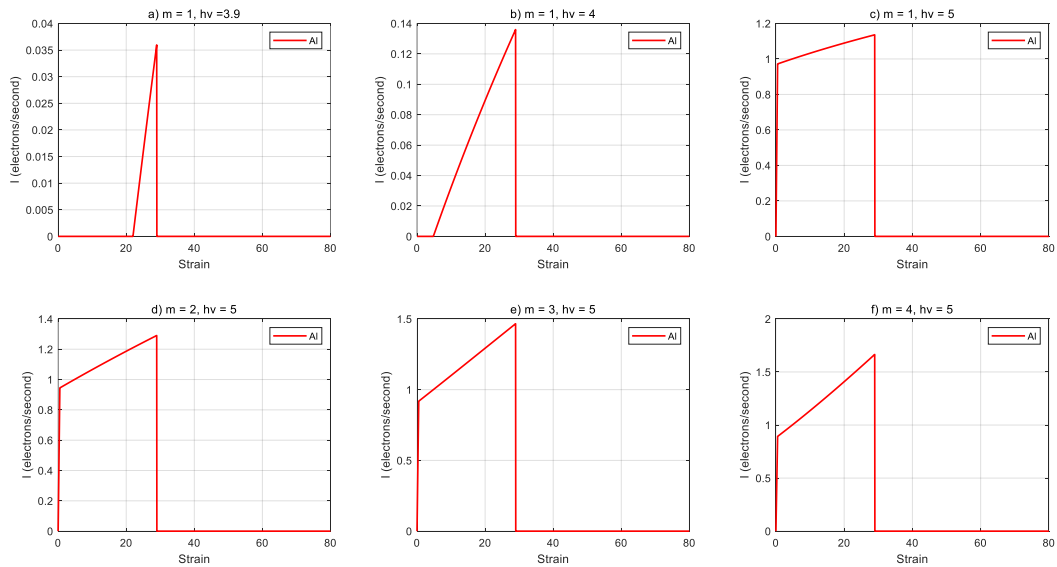 a) m = 1, hv =3.9
I (electrons/second)
0.04
0.035
0.03
0.025
0.02
0.015
0.01
0.005
0
Al
0 20 40 60 80
Strain
b) m = 1, hv = 4
I (electrons/second)
0.14
0.12
0.1
0.08
0.06
0.04
0.02
0
Al
0 20 40 60 80
Strain
c) m = 1, hv = 5
I (electrons/second)
1.2
1
0.8
0.6
0.4
0.2
0
Al
0 20 40 60 80
Strain
d) m = 2, hv = 5
I (electrons/second)
1.4
1.2
1
0.8
0.6
0.4
0.2
0
Al
0 20 40 60 80
Strain
e) m = 3, hv = 5
I (electrons/second)
1.5
1
0.5
0
Al
0 20 40 60 80
Strain
f) m = 4, hv = 5
I (electrons/second)
2
1.5
1
0.5
0
Al
0 20 40 60 80
Strain